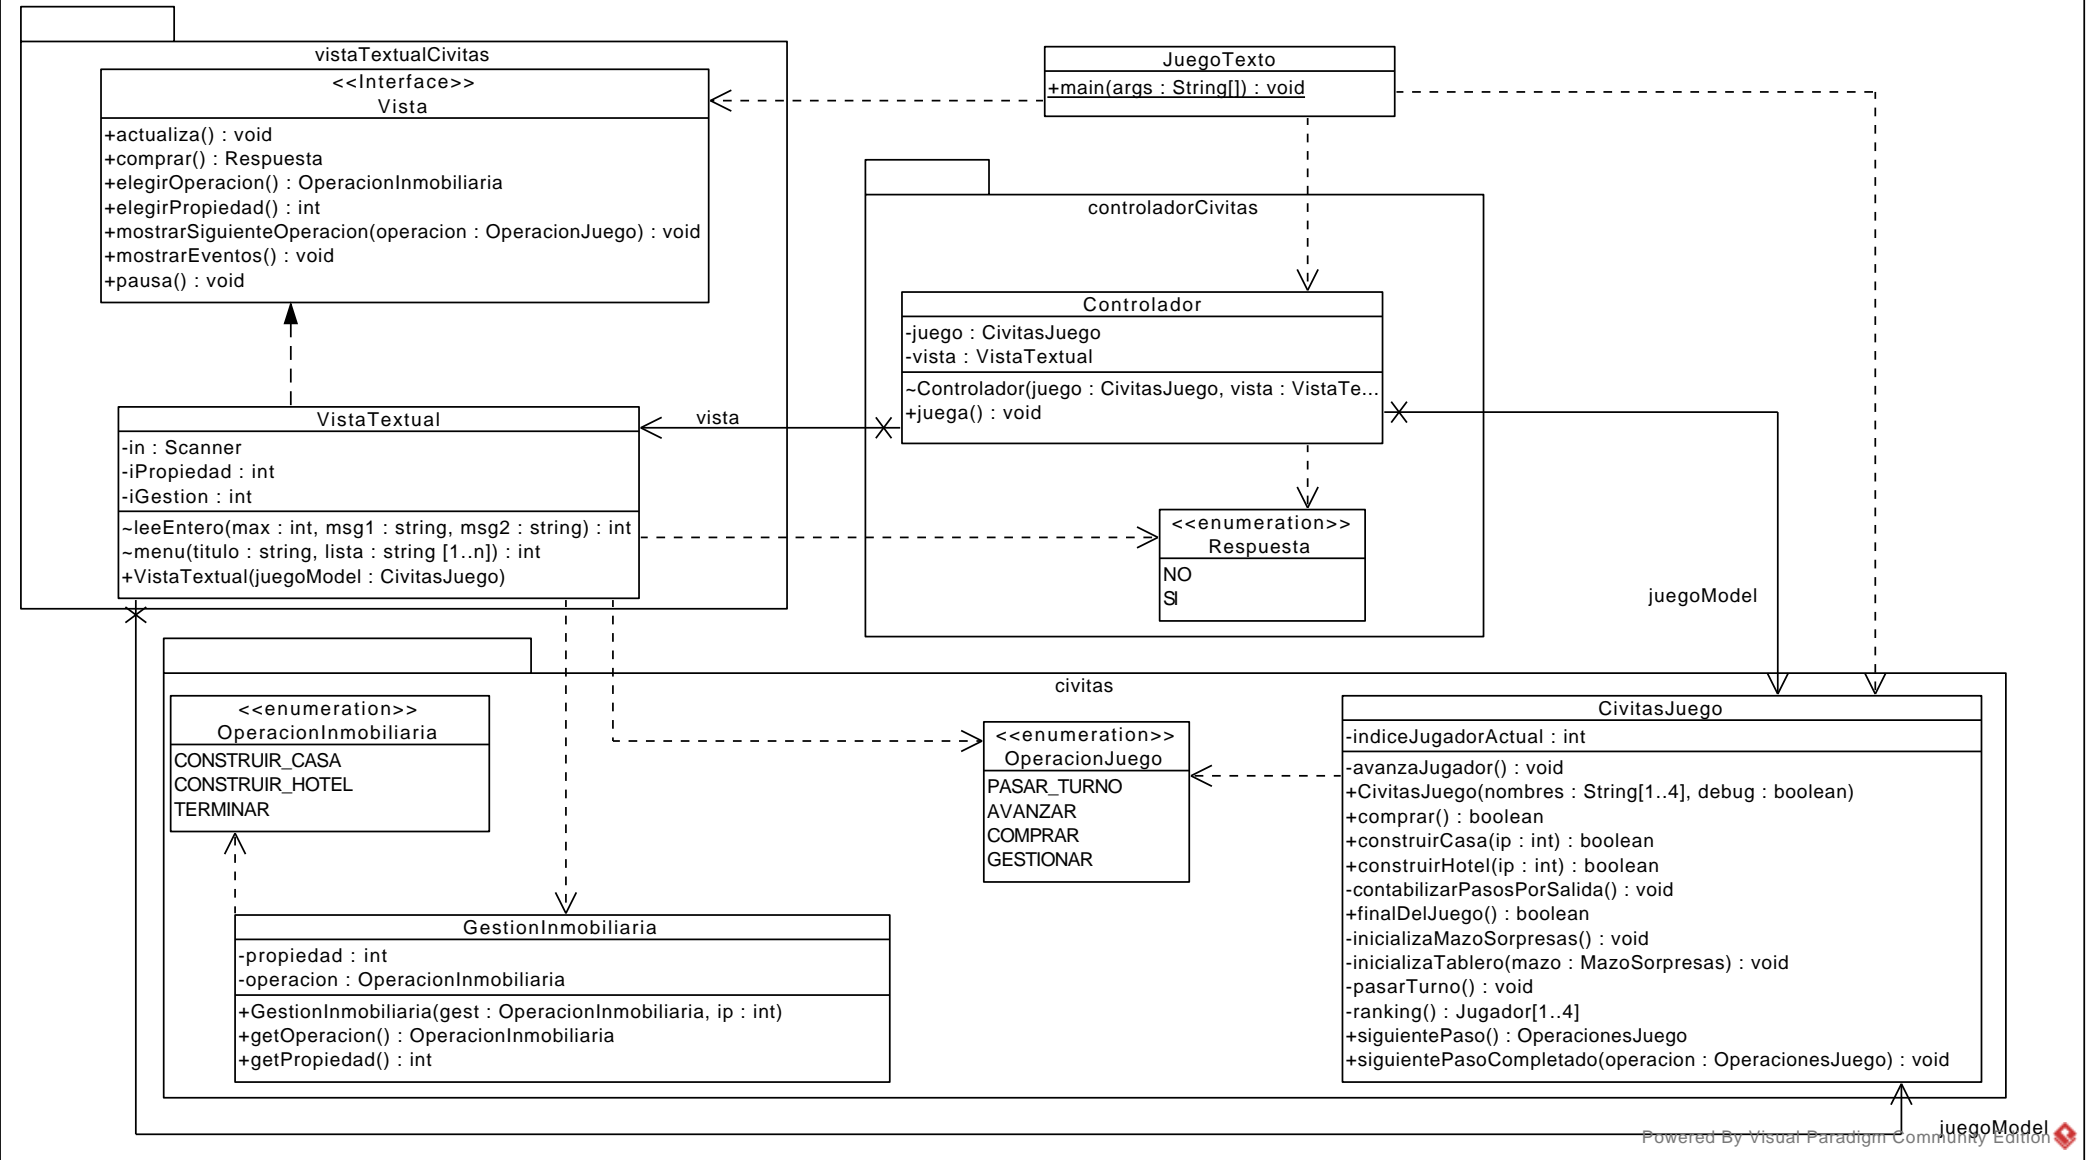 vistaTextualCivitas
<<Interface>>
Vista
+actualiza() : void
+comprar() : Respuesta
+elegirOperacion() : OperacionInmobiliaria
+elegirPropiedad() : int
+mostrarSiguienteOperacion(operacion : OperacionJuego) : void
+mostrarEventos() : void
+pausa() : void
JuegoTexto
+main(args : String[]) : void
controladorCivitas
Controlador
-juego : CivitasJuego
-vista : VistaTextual
~Controlador(juego : CivitasJuego, vista : VistaTe...
+juega() : void
vista
VistaTextual
-in : Scanner
-iPropiedad : int
-iGestion : int
~leeEntero(max : int, msg1 : string, msg2 : string) : int
~menu(titulo : string, lista : string [1..n]) : int
+VistaTextual(juegoModel : CivitasJuego)
<<enumeration>>
Respuesta
NO
SI
juegoModel
civitas
<<enumeration>>
OperacionInmobiliaria
CONSTRUIR_CASA
CONSTRUIR_HOTEL
TERMINAR
<<enumeration>>
OperacionJuego
PASAR_TURNO
AVANZAR
COMPRAR
GESTIONAR
CivitasJuego
-indiceJugadorActual : int
-avanzaJugador() : void
+CivitasJuego(nombres : String[1..4], debug : boolean)
+comprar() : boolean
+construirCasa(ip : int) : boolean
+construirHotel(ip : int) : boolean
-contabilizarPasosPorSalida() : void
+finalDelJuego() : boolean
-inicializaMazoSorpresas() : void
-inicializaTablero(mazo : MazoSorpresas) : void
-pasarTurno() : void
-ranking() : Jugador[1..4]
+siguientePaso() : OperacionesJuego
+siguientePasoCompletado(operacion : OperacionesJuego) : void
GestionInmobiliaria
-propiedad : int
-operacion : OperacionInmobiliaria
+GestionInmobiliaria(gest : OperacionInmobiliaria, ip : int)
+getOperacion() : OperacionInmobiliaria
+getPropiedad() : int
juegoModel
Powered By Visual Paradigm Community Edition